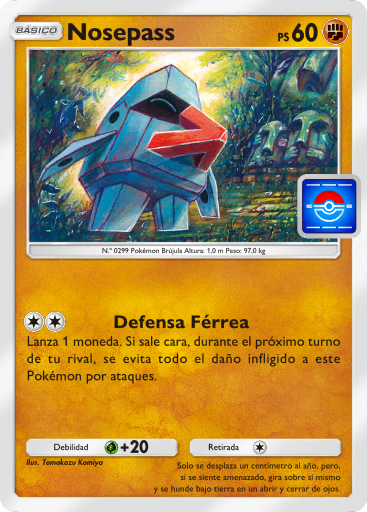 BÁSICO Nosepass PS 60
N.º 0299 Pokémon Brújula Altura: 1,0 m Peso: 97,0 kg
Defensa Férrea
Lanza 1 moneda. Si sale cara, durante el próximo turno
de tu rival, se evita todo el daño infligido a este
Pokémon por ataques.
Debilidad +20 Retirada
Ilus. Tomokazu Komiya
Solo se desplaza un centímetro al año, pero,
si se siente amenazado, gira sobre sí mismo
y se hunde bajo tierra en un abrir y cerrar de ojos.